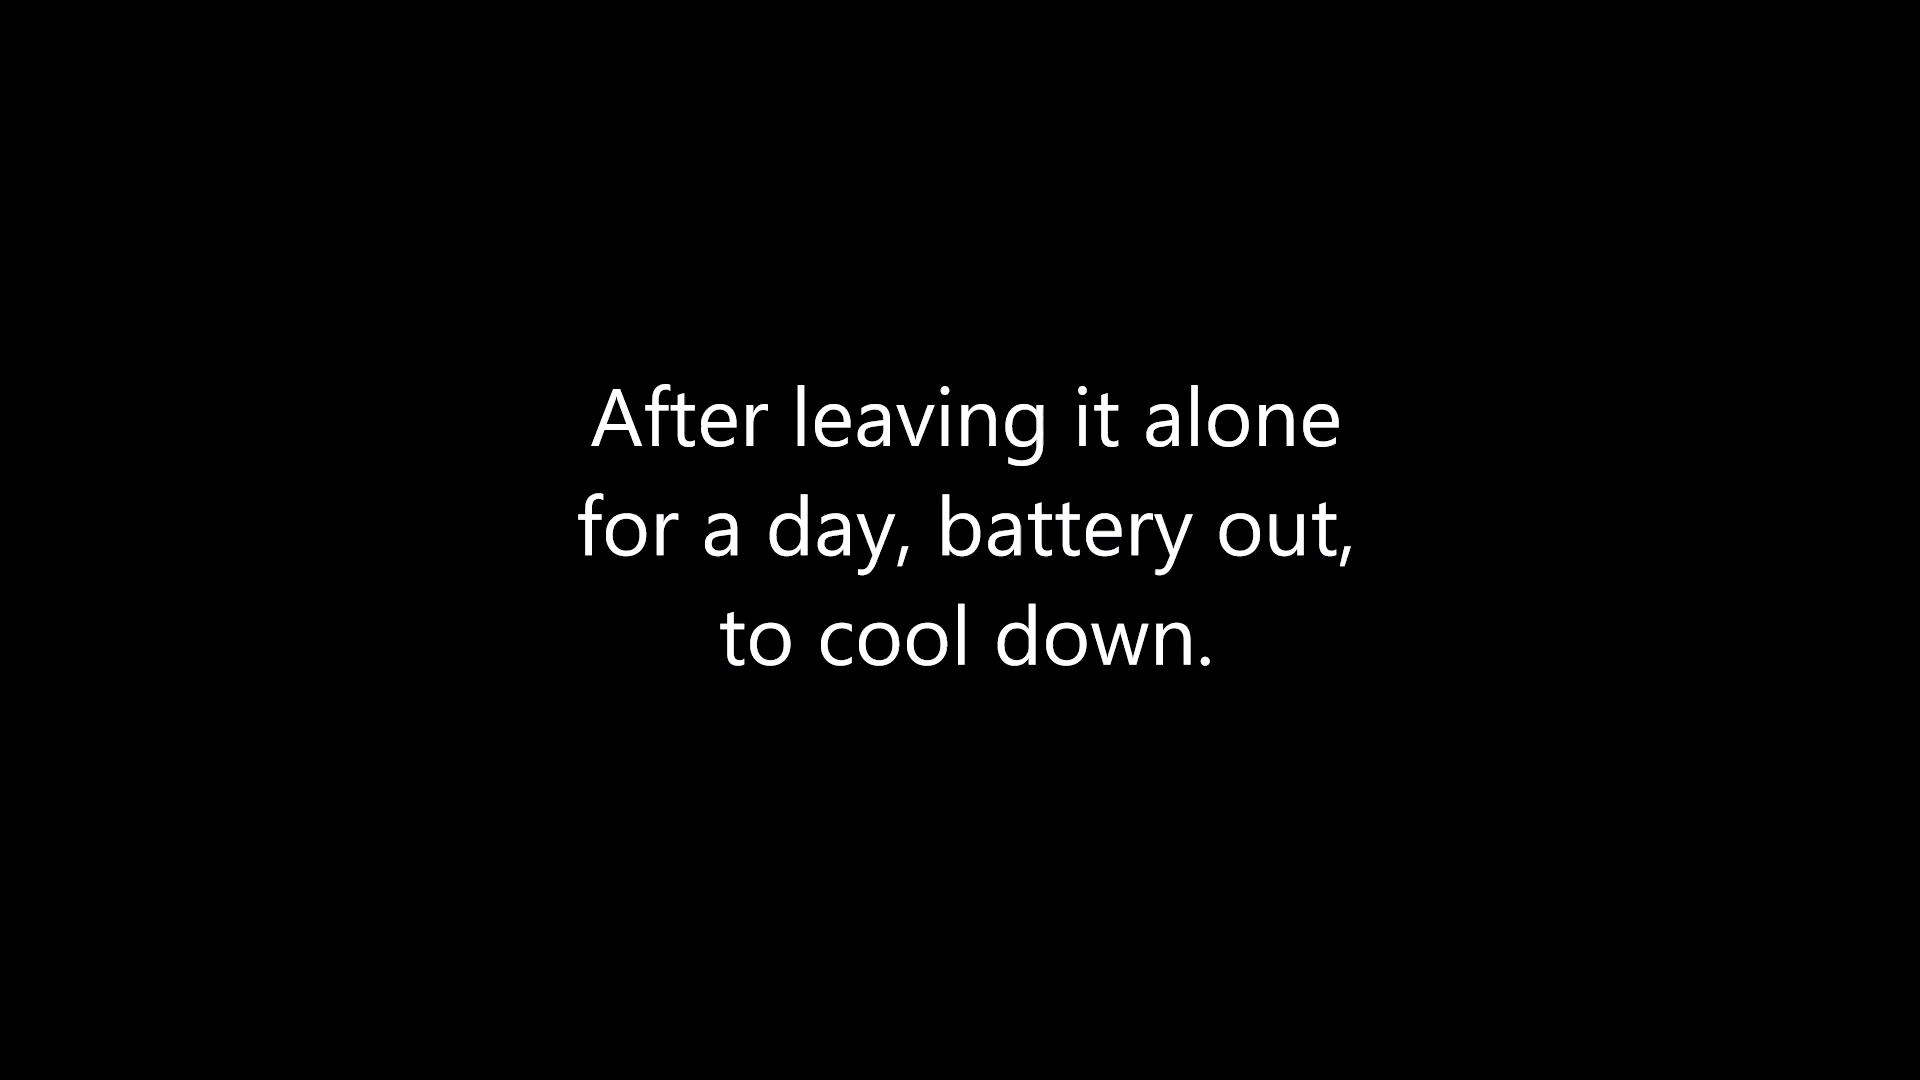 After leaving it alone
for a day, battery out,
to cool down.